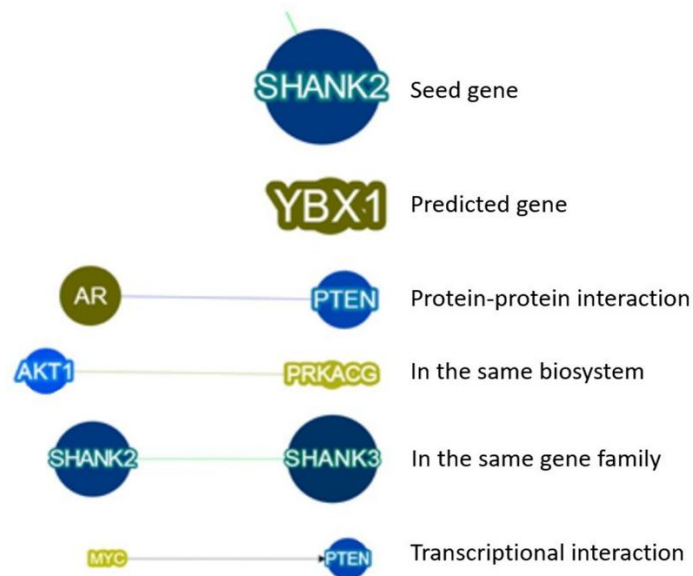 SHANK2 Seed gene
YBX1 Predicted gene
AR PTEN Protein-protein interaction
AKT1 PRKACG In the same biosystem
SHANK2 SHANK3 In the same gene family
MYC PTEN Transcriptional interaction